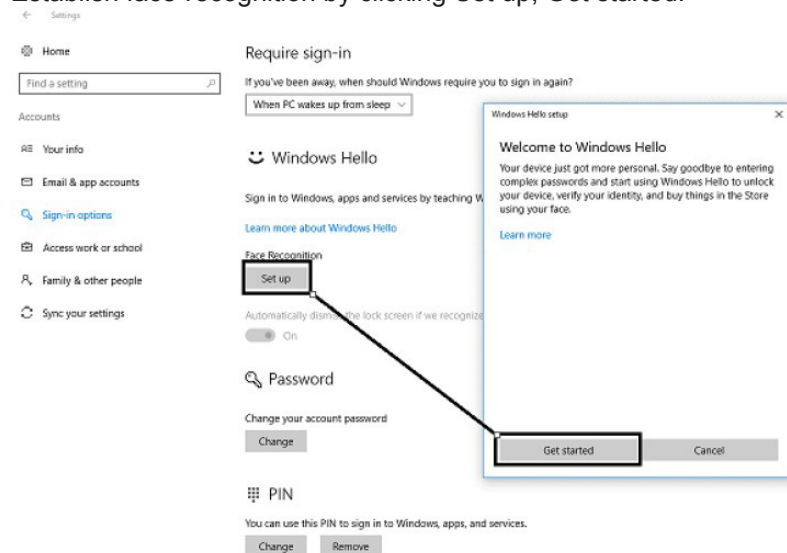 Establish face recognition by clicking Set up, Get started.
Settings
Home
Find a setting
Accounts
Your info
Email & app accounts
Sign-in options
Access work or school
Family & other people
Sync your settings
Require sign-in
If you've been away, when should Windows require you to sign in again?
When PC wakes up from sleep
Windows Hello
Sign in to Windows, apps and services by teaching W
Learn more about Windows Hello
Face Recognition
Set up
Automatically the lock screen if we recognize
On
Password
Change your account password
Change
PIN
You can use this PIN to sign in to Windows, apps, and services.
Change Remove
Windows Hello setup
Welcome to Windows Hello
Your device just got more personal. Say goodbye to entering
complex passwords and start using Windows Hello to unlock
your device, verify your identity, and buy things in the Store
using your face.
Learn more
Get started Cancel